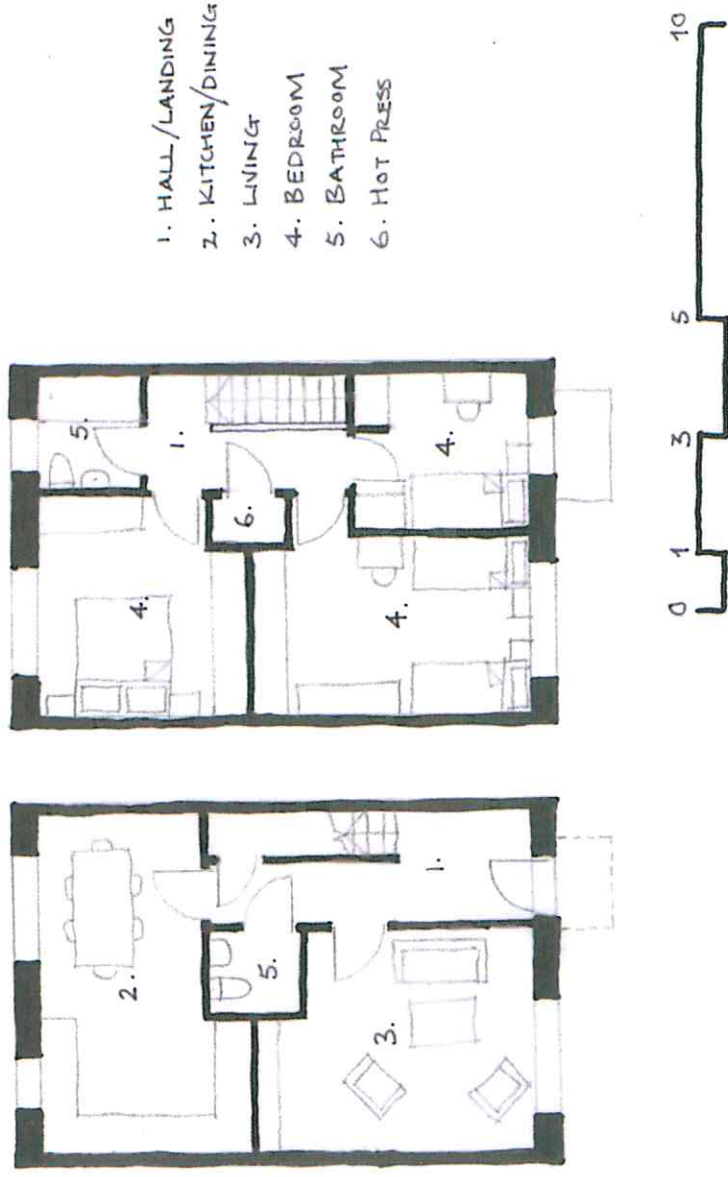 1. HALL/LANDING
2. KITCHEN/DINING
3. LIVING
4. BEDROOM
5. BATHROOM
6. HOT PRESS
5.
4.
1.
6.
4.
4.
2.
5.
1.
3.
0 1 3 5 10